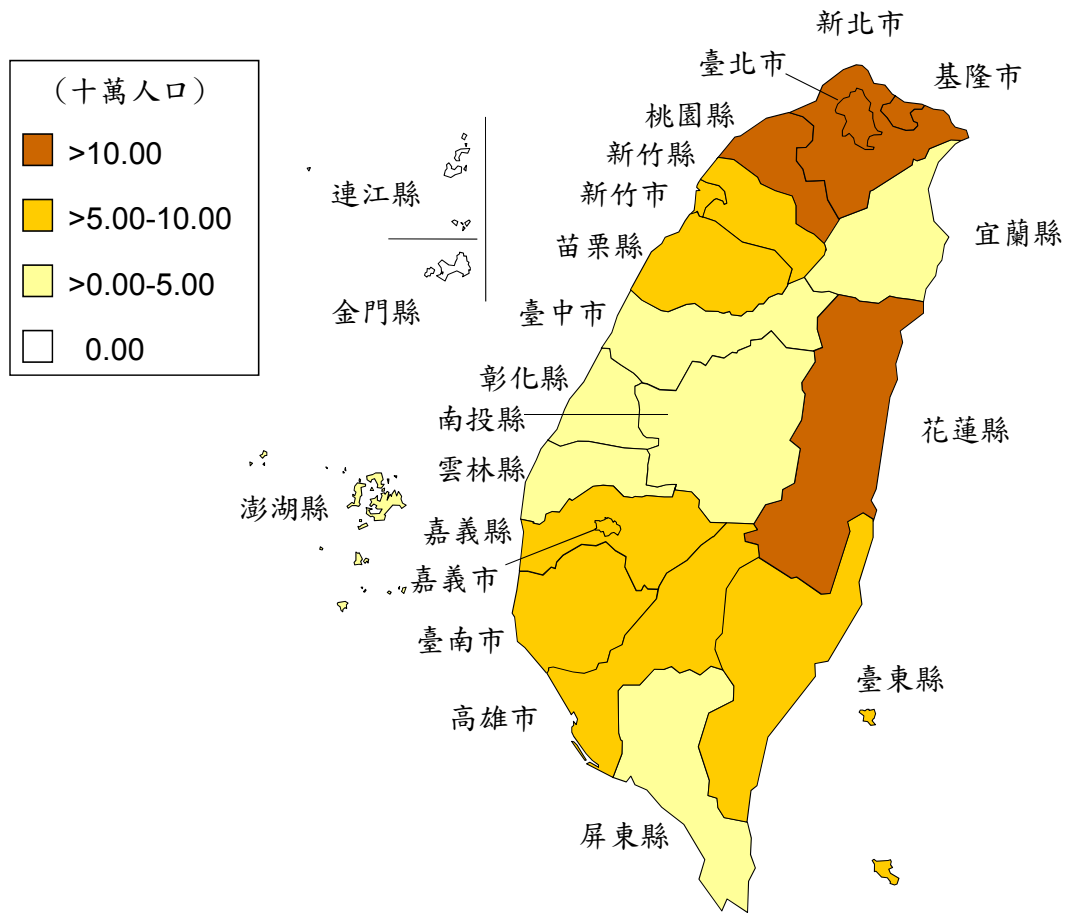 (十萬人口)
>10.00
>5.00-10.00
>0.00-5.00
0.00
新北市
臺北市
基隆市
桃園縣
新竹縣
新竹市
連江縣
宜蘭縣
苗栗縣
金門縣
臺中市
彰化縣
南投縣
花蓮縣
雲林縣
澎湖縣
嘉義縣
嘉義市
臺南市
臺東縣
高雄市
屏東縣